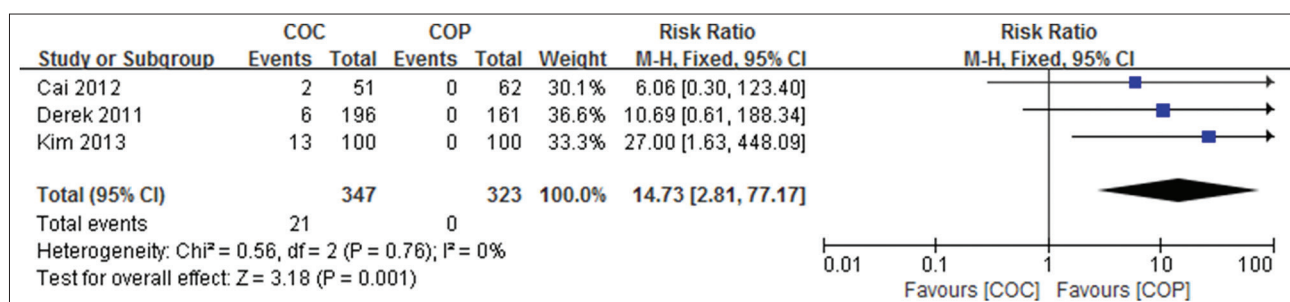 COC COP Risk Ratio Risk Ratio
Study or Subgroup Events Total Events Total Weight M-H, Fixed, 95% CI M-H, Fixed, 95% CI
Cai 2012 2 51 0 62 30.1% 6.06 [0.30, 123.40]
Derek 2011 6 196 0 161 36.6% 10.69 [0.61, 188.34]
Kim 2013 13 100 0 100 33.3% 27.00 [1.63, 448.09]
Total (95% CI) 347 323 100.0% 14.73 [2.81, 77.17]
Total events 21 0
Heterogeneity: Chi² = 0.56, df = 2 (P = 0.76); I² = 0%
Test for overall effect: Z = 3.18 (P = 0.001)
0.01 0.1 1 10 100
Favours [COC] Favours [COP]